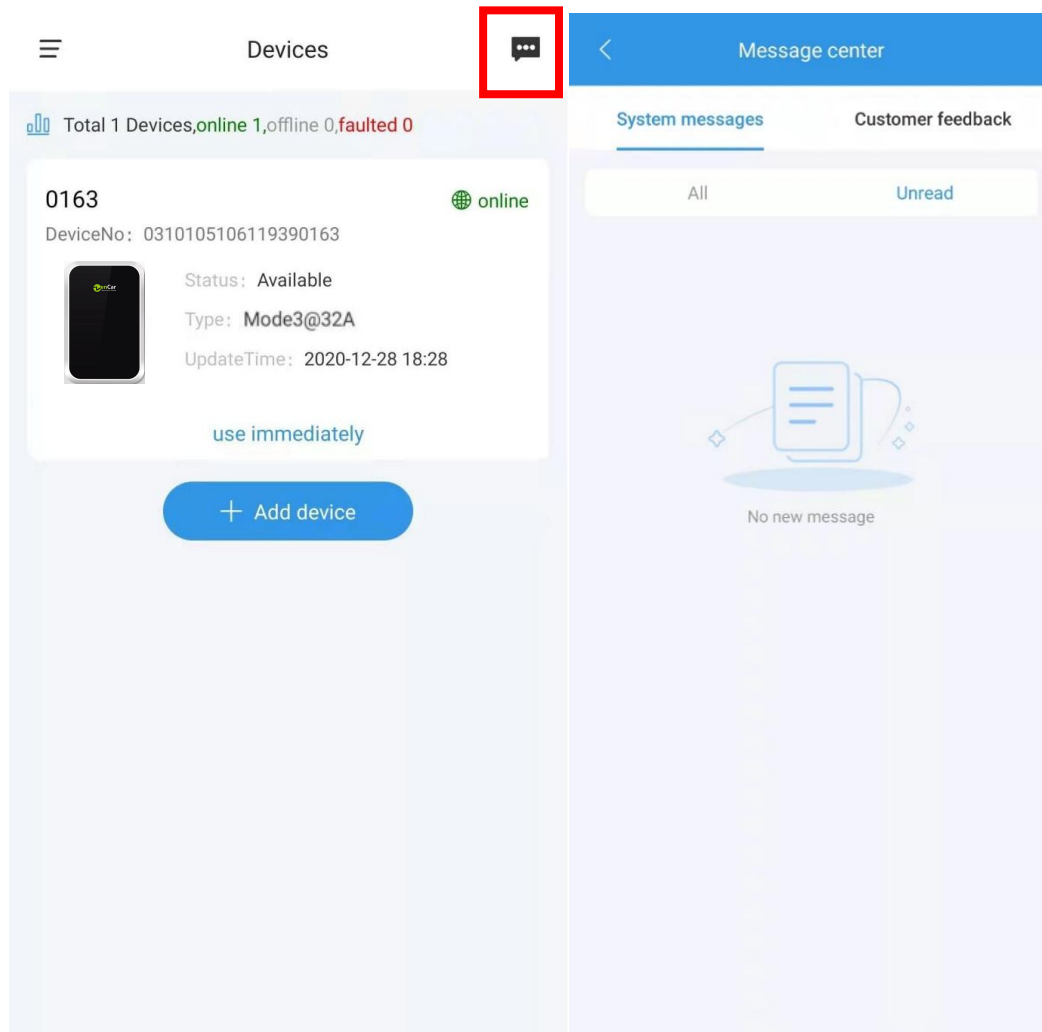 Devices
Total 1 Devices,online 1,offline 0,faulted 0
0163
online
DeviceNo: 0310105106119390163
Status: Available
Type: Mode3@32A
UpdateTime: 2020-12-28 18:28
use immediately
+ Add device
Message center
System messages
Customer feedback
All
Unread
No new message